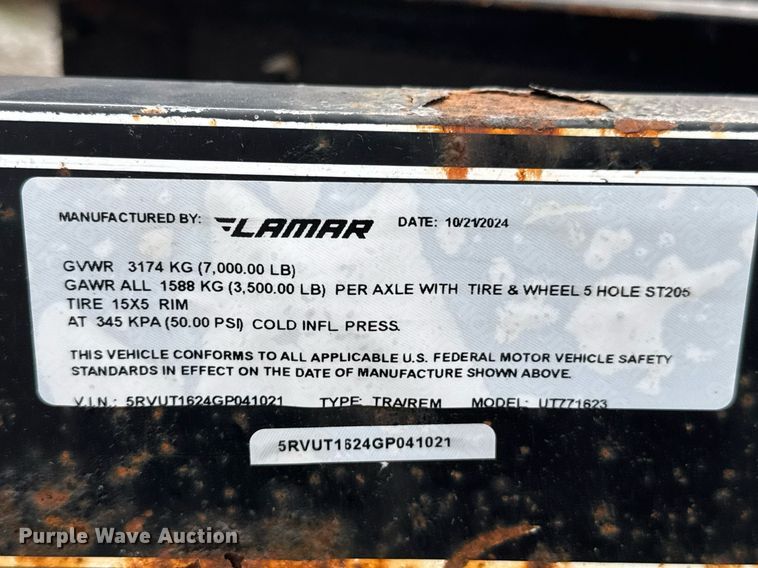 MANUFACTURED BY: LAMAR DATE: 10/21/2024
GVWR 3174 KG (7,000.00 LB)
GAWR ALL 1588 KG (3,500.00 LB) PER AXLE WITH TIRE & WHEEL 5 HOLE ST205
TIRE 15X5 RIM
AT 345 KPA (50.00 PSI) COLD INFL PRESS.
THIS VEHICLE CONFORMS TO ALL APPLICABLE U.S. FEDERAL MOTOR VEHICLE SAFETY
STANDARDS IN EFFECT ON THE DATE OF MANUFACTURE SHOWN ABOVE.
V.I.N.: 5RVUT1624GP041021 TYPE: TRA/REM MODEL: UT771623
5RVUT1624GP041021
Purple Wave Auction